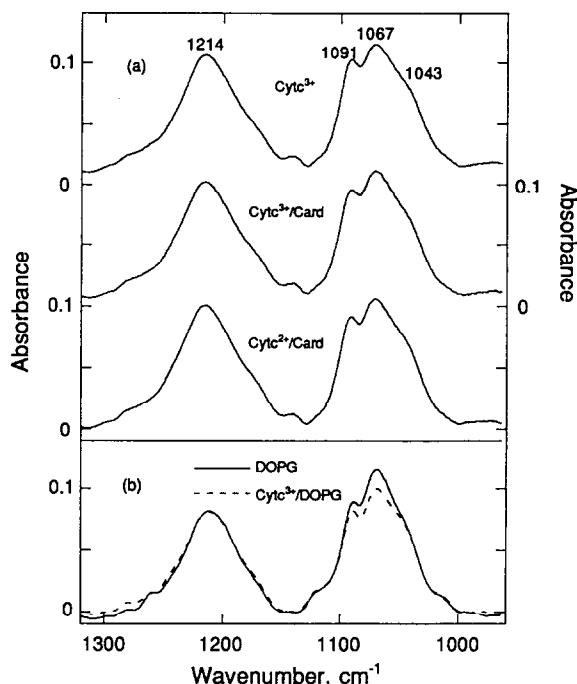 0.1
1214
1091
1067
1043
(a)
Cytc³⁺
0
0.1
Cytc³⁺/Card
Absorbance
Absorbance
0.1
0
Cytc²⁺/Card
0
DOPG
(b)
Cytc³⁺/DOPG
0.1
0
1300
1200
1100
1000
Wavenumber, cm⁻¹